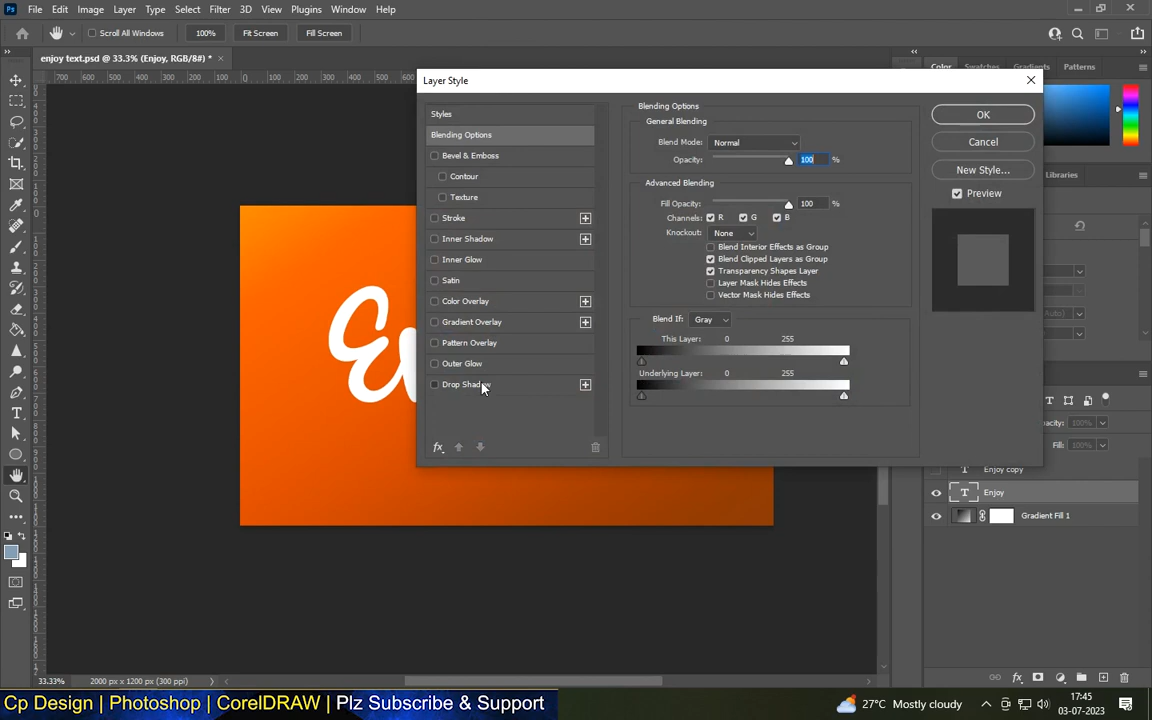 Ps File Edit Image Layer Type Select Filter 3D View Plugins Window Help
Scroll All Windows 100% Fit Screen Fill Screen
enjoy text.psd @ 33.3% (Enjoy, RGB/8#) *
Color Swatches Gradients Patterns
Layer Style
Styles
Blending Options
Bevel & Emboss
Contour
Texture
Stroke
Inner Shadow
Inner Glow
Satin
Color Overlay
Gradient Overlay
Pattern Overlay
Outer Glow
Drop Shadow
fx
Blending Options
General Blending
Blend Mode: Normal
Opacity: 100 %
Advanced Blending
Fill Opacity: 100 %
Channels: R G B
Knockout: None
Blend Interior Effects as Group
Blend Clipped Layers as Group
Transparency Shapes Layer
Layer Mask Hides Effects
Vector Mask Hides Effects
Blend If: Gray
This Layer: 0 255
Underlying Layer: 0 255
OK
Cancel
New Style...
Preview
Libraries
Auto)
pacity: 100%
Fill: 100%
Enjoy copy
T Enjoy
Gradient Fill 1
33.33% 2000 px x 1200 px (300 ppi)
Cp Design | Photoshop | CorelDRAW | Plz Subscribe & Support
27°C Mostly cloudy
17:45
03-07-2023